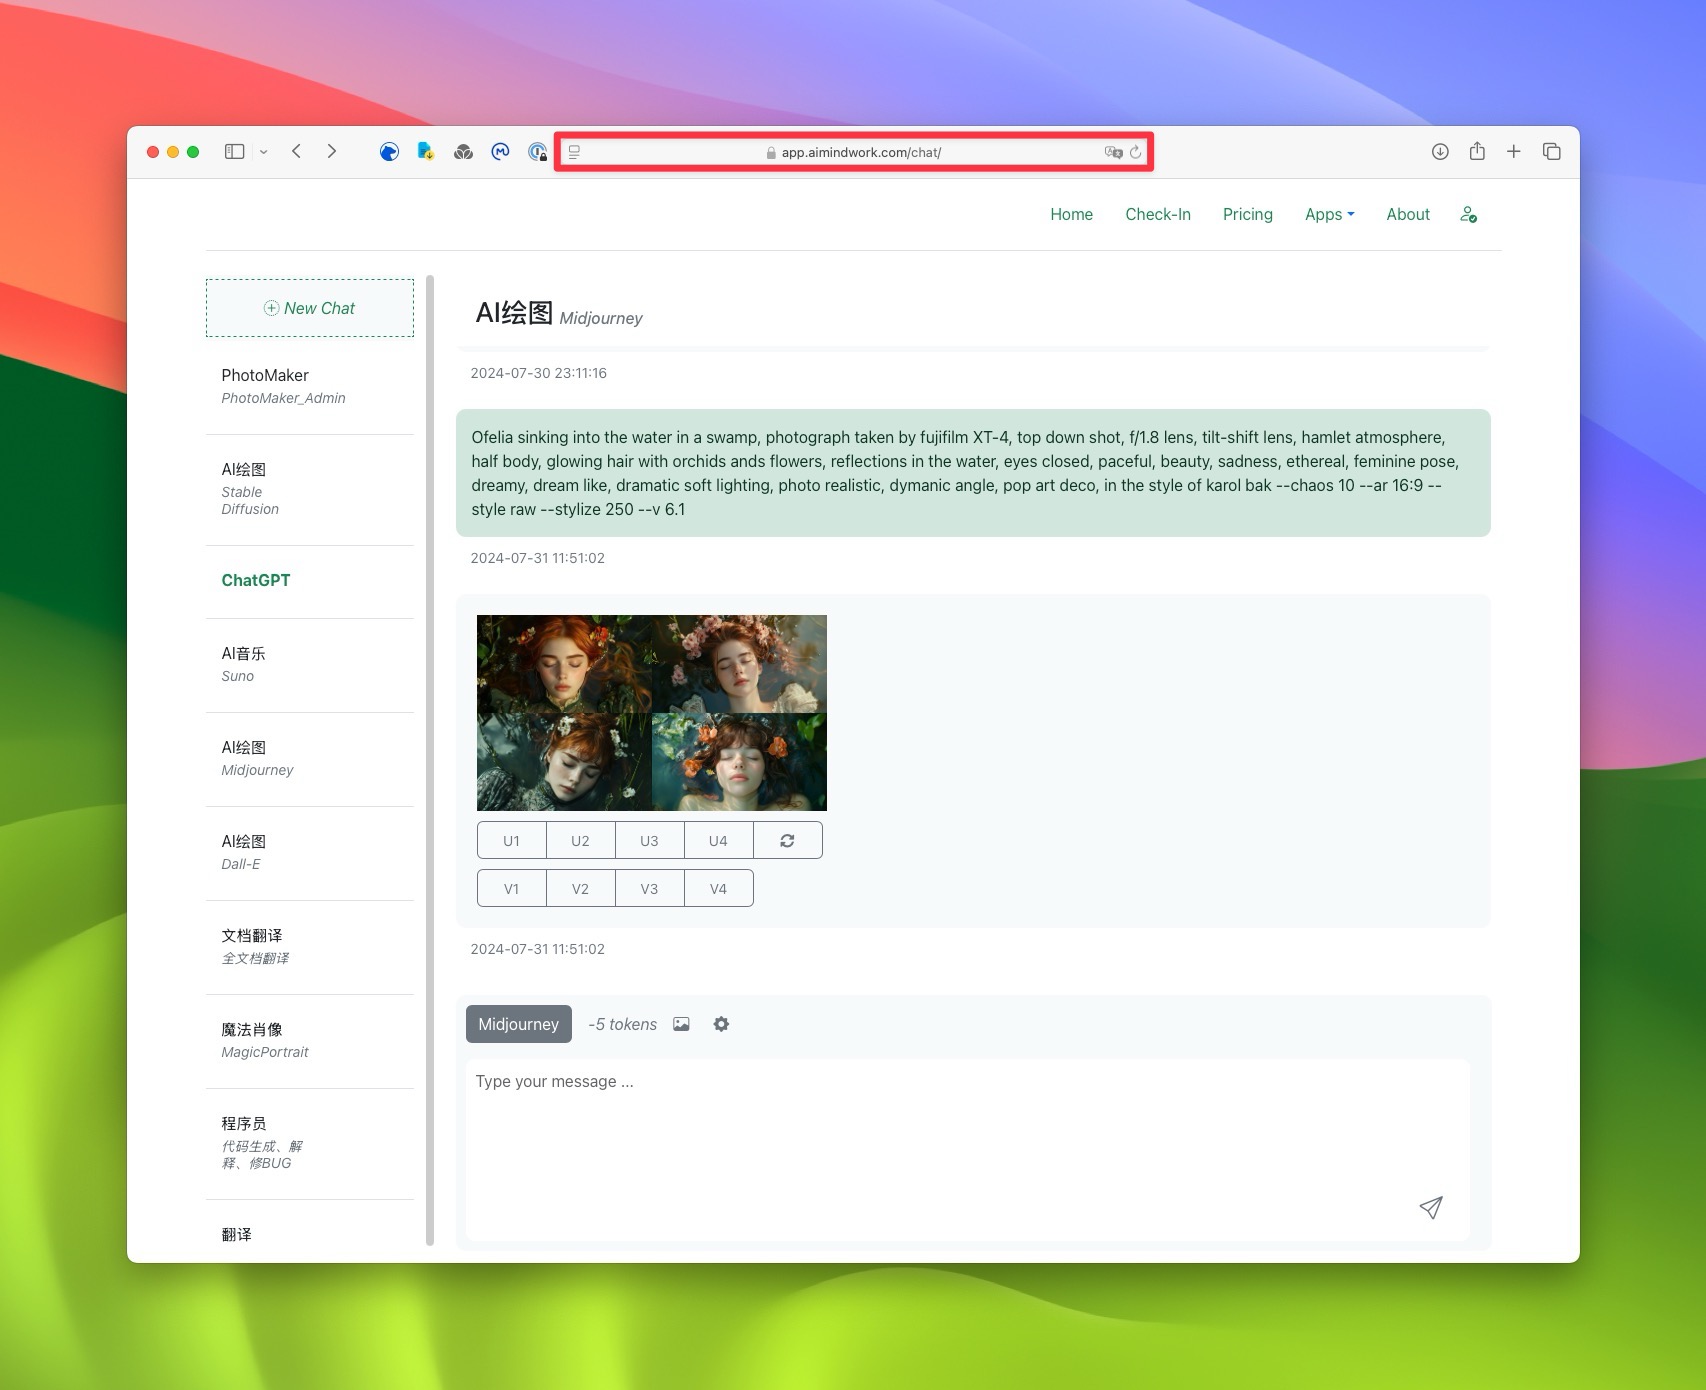 app.aimindwork.com/chat/
Home
Check-In
Pricing
Apps
About
New Chat
PhotoMaker
PhotoMaker_Admin
AI绘图
Stable
Diffusion
ChatGPT
AI音乐
Suno
AI绘图
Midjourney
AI绘图
Dall-E
文档翻译
全文档翻译
魔法肖像
MagicPortrait
程序员
代码生成、解
释、修BUG
翻译
AI绘图 Midjourney
2024-07-30 23:11:16
Ofelia sinking into the water in a swamp, photograph taken by fujifilm XT-4, top down shot, f/1.8 lens, tilt-shift lens, hamlet atmosphere,
half body, glowing hair with orchids ands flowers, reflections in the water, eyes closed, paceful, beauty, sadness, ethereal, feminine pose,
dreamy, dream like, dramatic soft lighting, photo realistic, dymanic angle, pop art deco, in the style of karol bak --chaos 10 --ar 16:9 --
style raw --stylize 250 --v 6.1
2024-07-31 11:51:02
U1
U2
U3
U4
V1
V2
V3
V4
2024-07-31 11:51:02
Midjourney
-5 tokens
Type your message ...